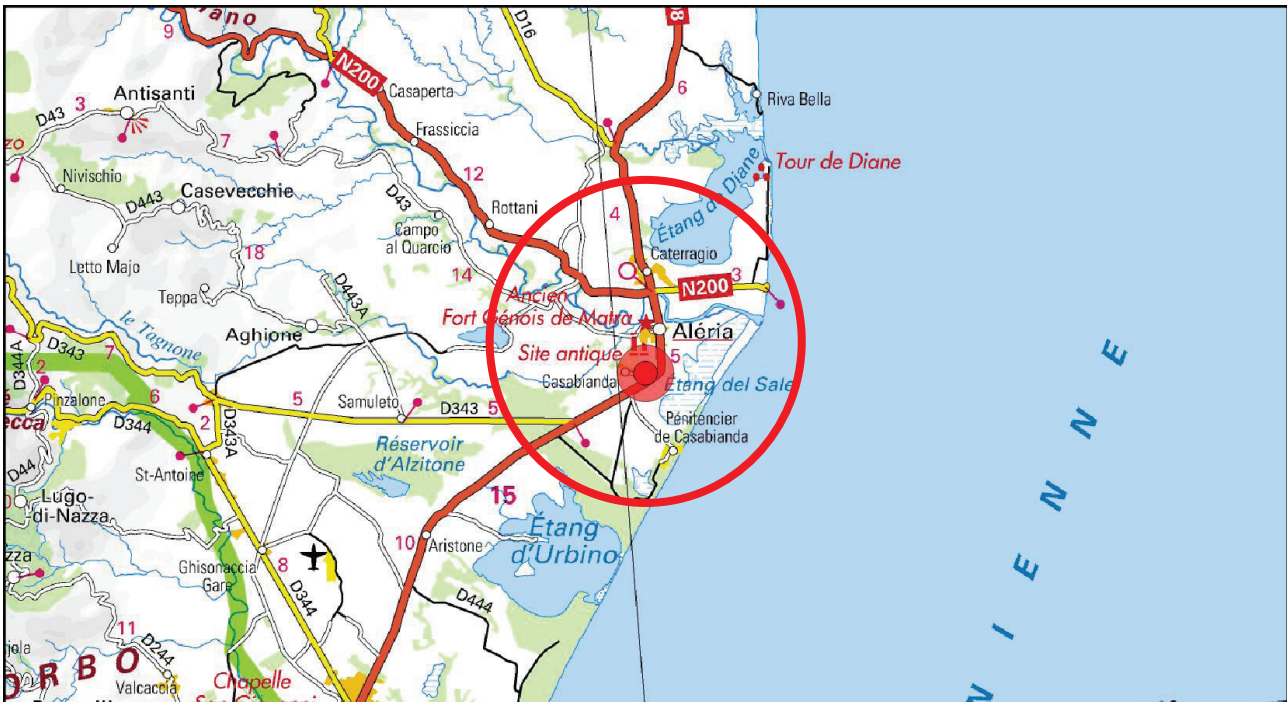 9
ano
D16
N200
Casaperta
6
Riva Bella
Antisanti
D43
3
Frassiccia
7
zo
Tour de Diane
Nivischio
12
Étang de Diane
D443
Casevecchie
D43
4
Rottani
Campo
al Quarcio
Letto Majo
18
Caterragio
14
N200
3
Teppa
D443A
Ancien
Fort Génois de Matra
le Tagnone
Aghione
Aléria
D343
7
Site antique
5
D344A
2
Casabianda
Étang del Sale
Pinzalone
6
5
Samuleto
D343
5
ecca
D344
2
D343A
Pénitencier
de Casabianda
Réservoir
d'Alzitone
D44
St-Antoine
Lugo-
di-Nazza
15
Étang
d'Urbino
10
Aristone
zza
Ghisonaccia
Gare
8
D344
D444
11
D244
jola
ORBO
Valcaccia
Chapelle
NIENNE